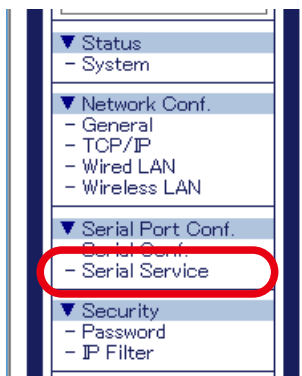 ▼ Status
- System
▼ Network Conf.
- General
- TCP/IP
- Wired LAN
- Wireless LAN
▼ Serial Port Conf.
- Serial Conf.
- Serial Service
▼ Security
- Password
- IP Filter